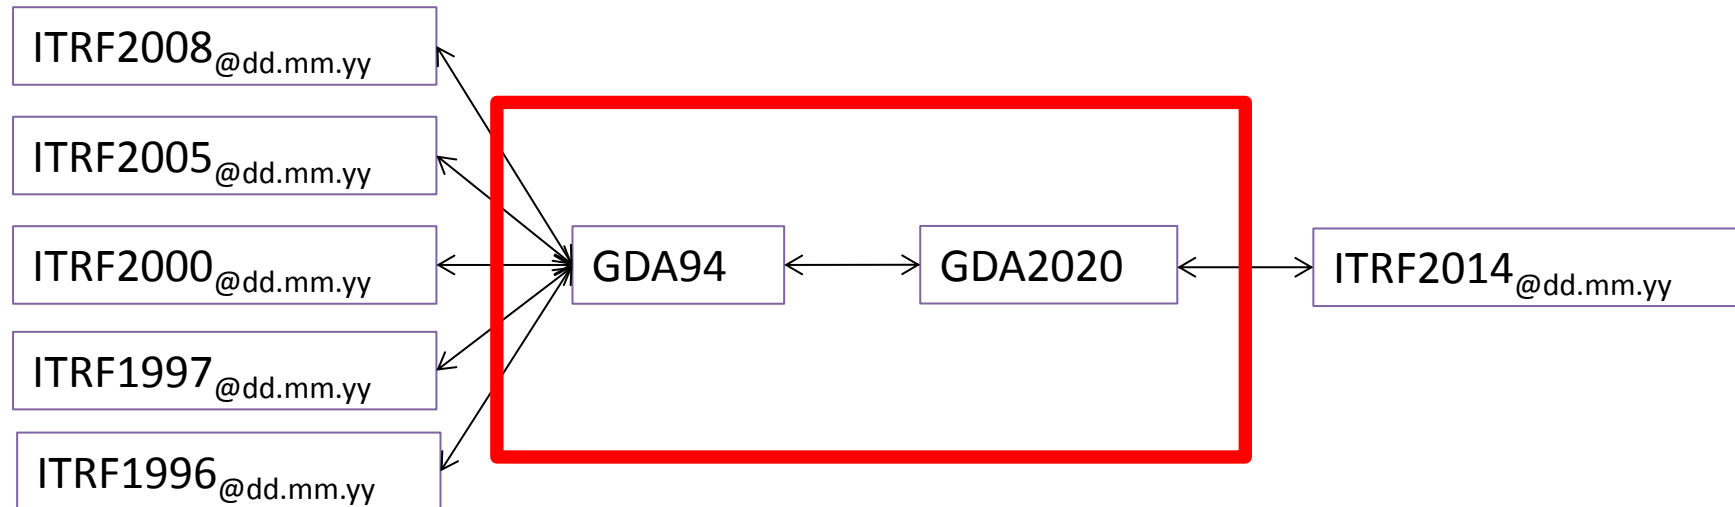 ITRF2008@dd.mm.yy
ITRF2005@dd.mm.yy
ITRF2000@dd.mm.yy
GDA94
GDA2020
ITRF2014@dd.mm.yy
ITRF1997@dd.mm.yy
ITRF1996@dd.mm.yy